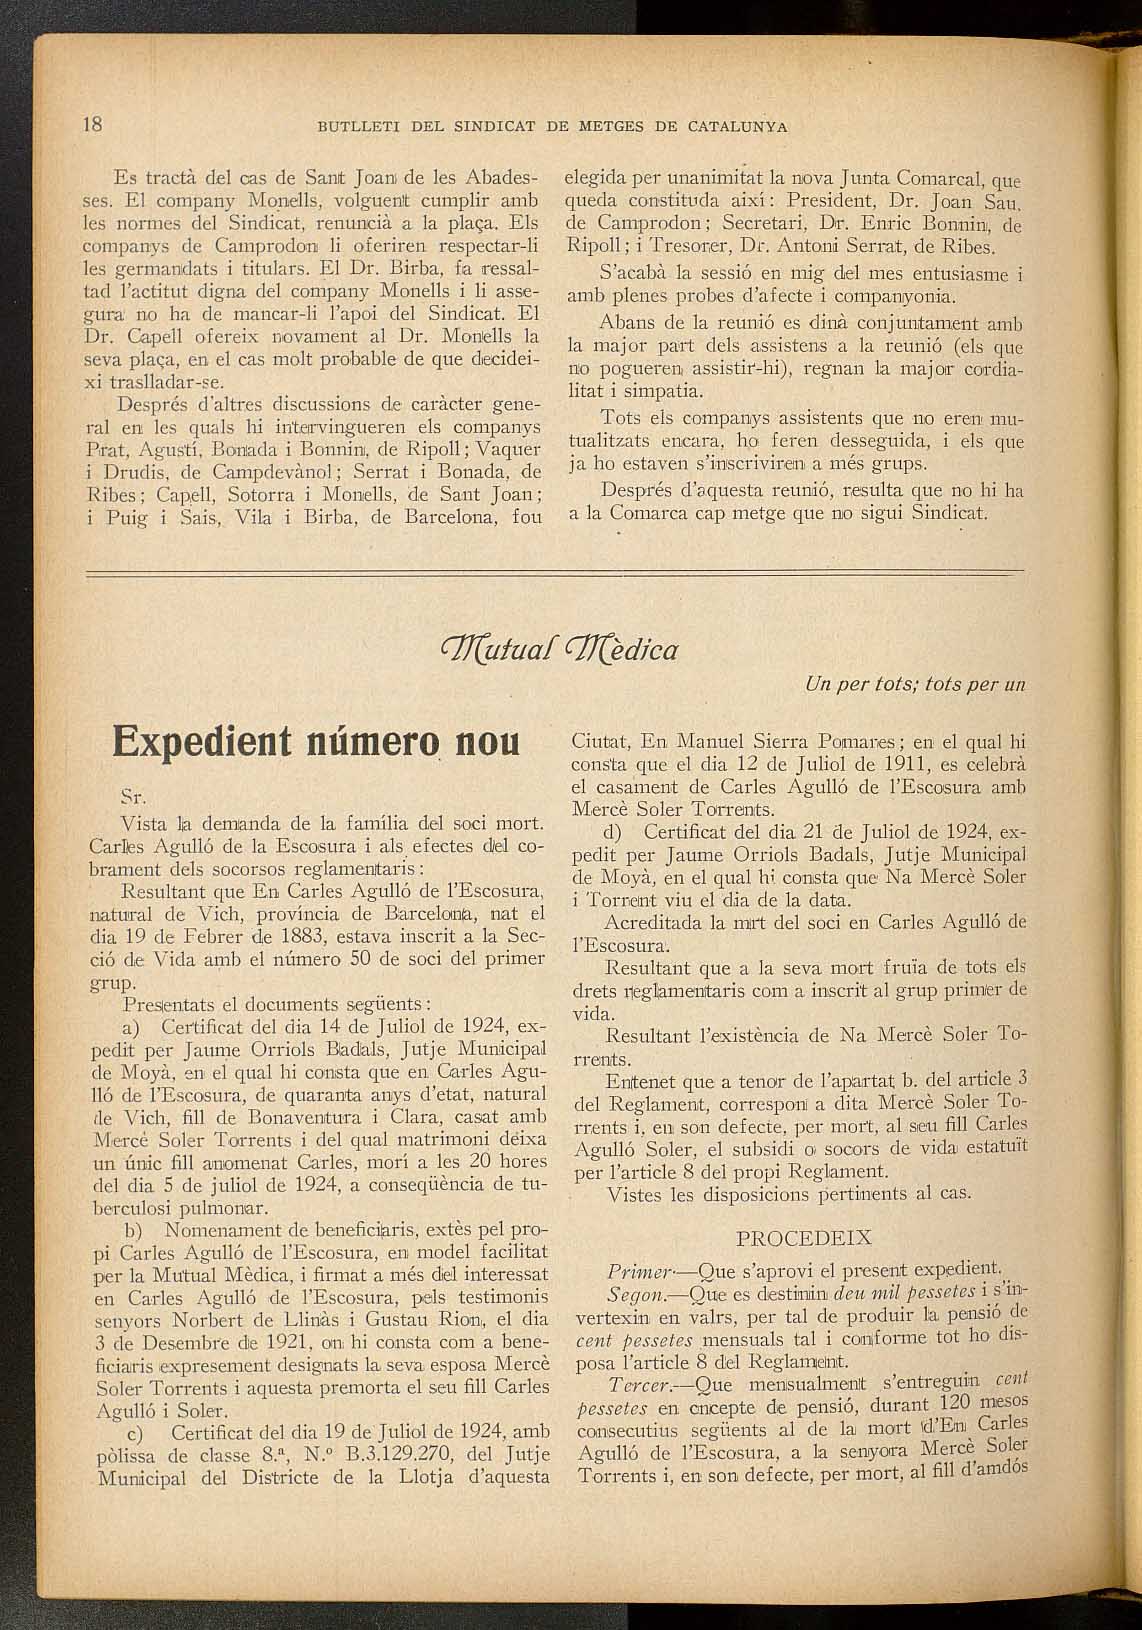 18
BUTLLETI DEL SINDICAT DE METGES DE CATALUNYA
Es tractà del cas de Sant Joan de les Abades-
ses. El company Monells, volguent cumplir amb
les normes del Sindicat, renuncià a la plaça. Els
companys de Camprodon li oferiren respectar-li
les germandats i titulars. El Dr. Birba, fa ressal-
tad l'actitut digna del company Monells i li asse-
gura no ha de mancar-li l'apoi del Sindicat. El
Dr. Capell ofereix novament al Dr. Monells la
seva plaça, en el cas molt probable de que decidei-
xi traslladar-se.
Després d'altres discussions de caràcter gene-
ral en les quals hi intervingueren els companys
Prat, Agustí, Bonada i Bonnin, de Ripoll; Vaquer
i Drudis, de Campdevànol; Serrat i Bonada, de
Ribes; Capell, Sotorra i Monells, de Sant Joan;
i Puig i Sais, Vila i Birba, de Barcelona, fou
elegida per unanimitat la nova Junta Comarcal, que
queda constituda així: President, Dr. Joan Sau,
de Camprodon; Secretari, Dr. Enric Bonnin, de
Ripoll; i Tresorer, Dr. Antoni Serrat, de Ribes.
S'acabà la sessió en mig del mes entusiasme i
amb plenes probes d'afecte i companyonia.
Abans de la reunió es dinà conjuntament amb
la major part dels assistens a la reunió (els que
no pogueren assistir-hi), regnan la major cordia-
litat i simpatia.
Tots els companys assistents que no eren mu-
tualitzats encara, ho feren desseguida, i els que
ja ho estaven s'inscriviren a més grups.
Després d'aquesta reunió, resulta que no hi ha
a la Comarca cap metge que no sigui Sindicat.
Mutual Mèdica
Un per tots; tots per un
Expedient número nou
Sr.
Vista la demanda de la família del soci mort.
Carles Agulló de la Escosura i als efectes del co-
brament dels socorsos reglamentaris:
Resultant que En Carles Agulló de l'Escosura,
natural de Vich, província de Barcelona, nat el
dia 19 de Febrer de 1883, estava inscrit a la Sec-
ció de Vida amb el número 50 de soci del primer
grup.
Presentats el documents següents:
a) Certificat del dia 14 de Juliol de 1924, ex-
pedit per Jaume Orriols Badals, Jutje Municipal
de Moyà, en el qual hi consta que en Carles Agu-
lló de l'Escosura, de quaranta anys d'etat, natural
de Vich, fill de Bonaventura i Clara, casat amb
Mercé Soler Torrents i del qual matrimoni deixa
un únic fill anomenat Carles, morí a les 20 hores
del dia 5 de juliol de 1924, a conseqüència de tu-
berculosi pulmonar.
b) Nomenament de beneficiaris, extès pel pro-
pi Carles Agulló de l'Escosura, en model facilitat
per la Mutual Mèdica, i firmat a més del interessat
en Carles Agulló de l'Escosura, pels testimonis
senyors Norbert de Llinàs i Gustau Rion, el dia
3 de Desembre de 1921, on hi consta com a bene-
ficiaris expresement designats la seva esposa Mercè
Soler Torrents i aquesta premorta el seu fill Carles
Agulló i Soler.
c) Certificat del dia 19 de Juliol de 1924, amb
pòlissa de classe 8.ª, N.º B.3.129.270, del Jutje
Municipal del Districte de la Llotja d'aquesta
Ciutat, En Manuel Sierra Pomares; en el qual hi
consta que el dia 12 de Juliol de 1911, es celebrà
el casament de Carles Agulló de l'Escosura amb
Mercè Soler Torrents.
d) Certificat del dia 21 de Juliol de 1924, ex-
pedit per Jaume Orriols Badals, Jutje Municipal
de Moyà, en el qual hi consta que Na Mercè Soler
i Torrent viu el dia de la data.
Acreditada la mrt del soci en Carles Agulló de
l'Escosura.
Resultant que a la seva mort fruïa de tots els
drets reglamentaris com a inscrit al grup primer de
vida.
Resultant l'existència de Na Mercè Soler To-
rrents.
Entenet que a tenor de l'apartat b. del article 3
del Reglament, correspon a dita Mercè Soler To-
rrents i, en son defecte, per mort, al seu fill Carles
Agulló Soler, el subsidi o socors de vida estatuït
per l'article 8 del propi Reglament.
Vistes les disposicions pertinents al cas.
PROCEDEIX
Primer.—Que s'aprovi el present expedient.
Segon.—Que es destinin deu mil pessetes i s'in-
vertexin en valrs, per tal de produir la pensió de
cent pessetes mensuals tal i conforme tot ho dis-
posa l'article 8 del Reglament.
Tercer.—Que mensualment s'entreguin cent
pessetes en cncepte de pensió, durant 120 mesos
consecutius següents al de la mort d'En Carles
Agulló de l'Escosura, a la senyora Mercè Soler
Torrents i, en son defecte, per mort, al fill d'amdós